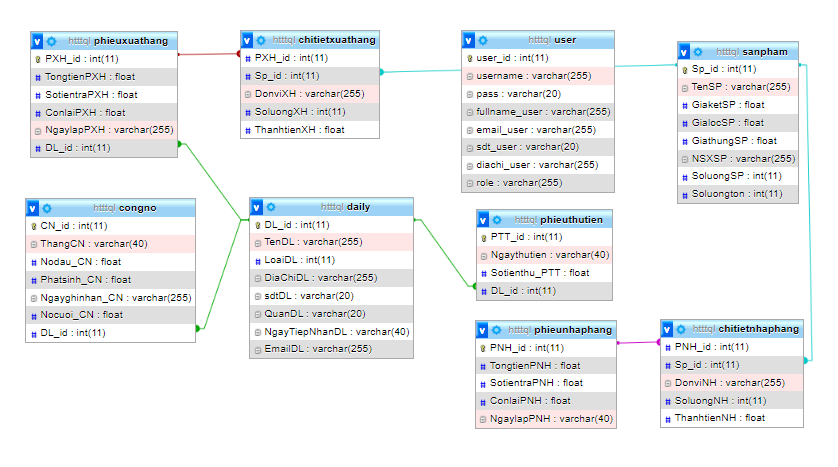 htttql phieuxuathang
PXH_id : int(11)
TongtienPXH : float
SotientraPXH : float
ConlaiPXH : float
NgaylapPXH : varchar(255)
DL_id : int(11)
htttql chitietxuathang
PXH_id : int(11)
Sp_id : int(11)
DonviXH : varchar(255)
SoluongXH : int(11)
ThanhtienXH : float
htttql user
user_id : int(11)
username : varchar(255)
pass : varchar(20)
fullname_user : varchar(255)
email_user : varchar(255)
sdt_user : varchar(20)
diachi_user : varchar(255)
role : varchar(255)
htttql sanpham
Sp_id : int(11)
TenSP : varchar(255)
GiaketSP : float
GialocSP : float
GiathungSP : float
NSXSP : varchar(255)
SoluongSP : int(11)
Soluongton : int(11)
htttql congno
CN_id : int(11)
ThangCN : varchar(40)
Nodau_CN : float
Phatsinh_CN : float
Ngayghinhan_CN : varchar(255)
Nocuoi_CN : float
DL_id : int(11)
htttql daily
DL_id : int(11)
TenDL : varchar(255)
LoaiDL : int(11)
DiaChiDL : varchar(255)
sdtDL : varchar(20)
QuanDL : varchar(20)
NgayTiepNhanDL : varchar(40)
EmailDL : varchar(255)
htttql phieuthutien
PTT_id : int(11)
Ngaythutien : varchar(40)
Sotienthu_PTT : float
DL_id : int(11)
htttql phieunhaphang
PNH_id : int(11)
TongtienPNH : float
SotientraPNH : float
ConlaiPNH : float
NgaylapPNH : varchar(40)
htttql chitietnhaphang
PNH_id : int(11)
Sp_id : int(11)
DonviNH : varchar(255)
SoluongNH : int(11)
ThanhtienNH : float